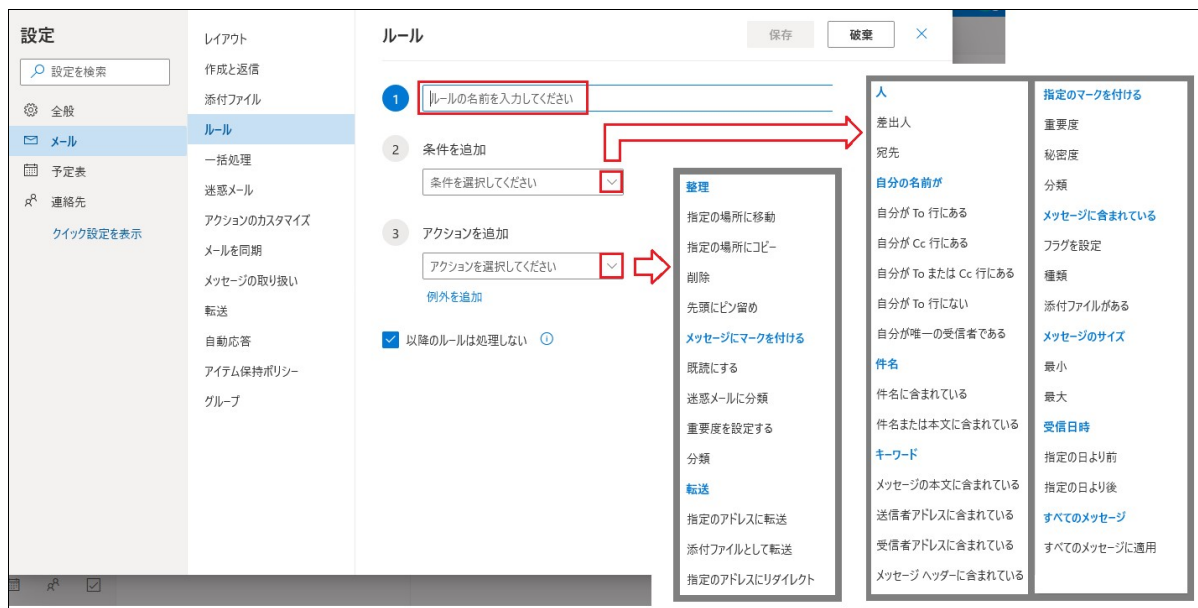 設定
設定を検索
全般
メール
予定表
連絡先
クイック設定を表示
レイアウト
作成と返信
添付ファイル
ルール
一括処理
迷惑メール
アクションのカスタマイズ
メールを同期
メッセージの取り扱い
転送
自動応答
アイテム保持ポリシー
グループ
ルール
保存
破棄
1
ルールの名前を入力してください
2 条件を追加
条件を選択してください
3 アクションを追加
アクションを選択してください
例外を追加
以降のルールは処理しない
整理
指定の場所に移動
指定の場所にコピー
削除
先頭にピン留め
メッセージにマークを付ける
既読にする
迷惑メールに分類
重要度を設定する
分類
転送
指定のアドレスに転送
添付ファイルとして転送
指定のアドレスにリダイレクト
人
差出人
宛先
自分の名前が
自分が To 行にある
自分が Cc 行にある
自分が To または Cc 行にある
自分が To 行にない
自分が唯一の受信者である
件名
件名に含まれている
件名または本文に含まれている
キーワード
メッセージの本文に含まれている
送信者アドレスに含まれている
受信者アドレスに含まれている
メッセージ ヘッダーに含まれている
指定のマークを付ける
重要度
秘密度
分類
メッセージに含まれている
フラグを設定
種類
添付ファイルがある
メッセージのサイズ
最小
最大
受信日時
指定の日より前
指定の日より後
すべてのメッセージ
すべてのメッセージに適用